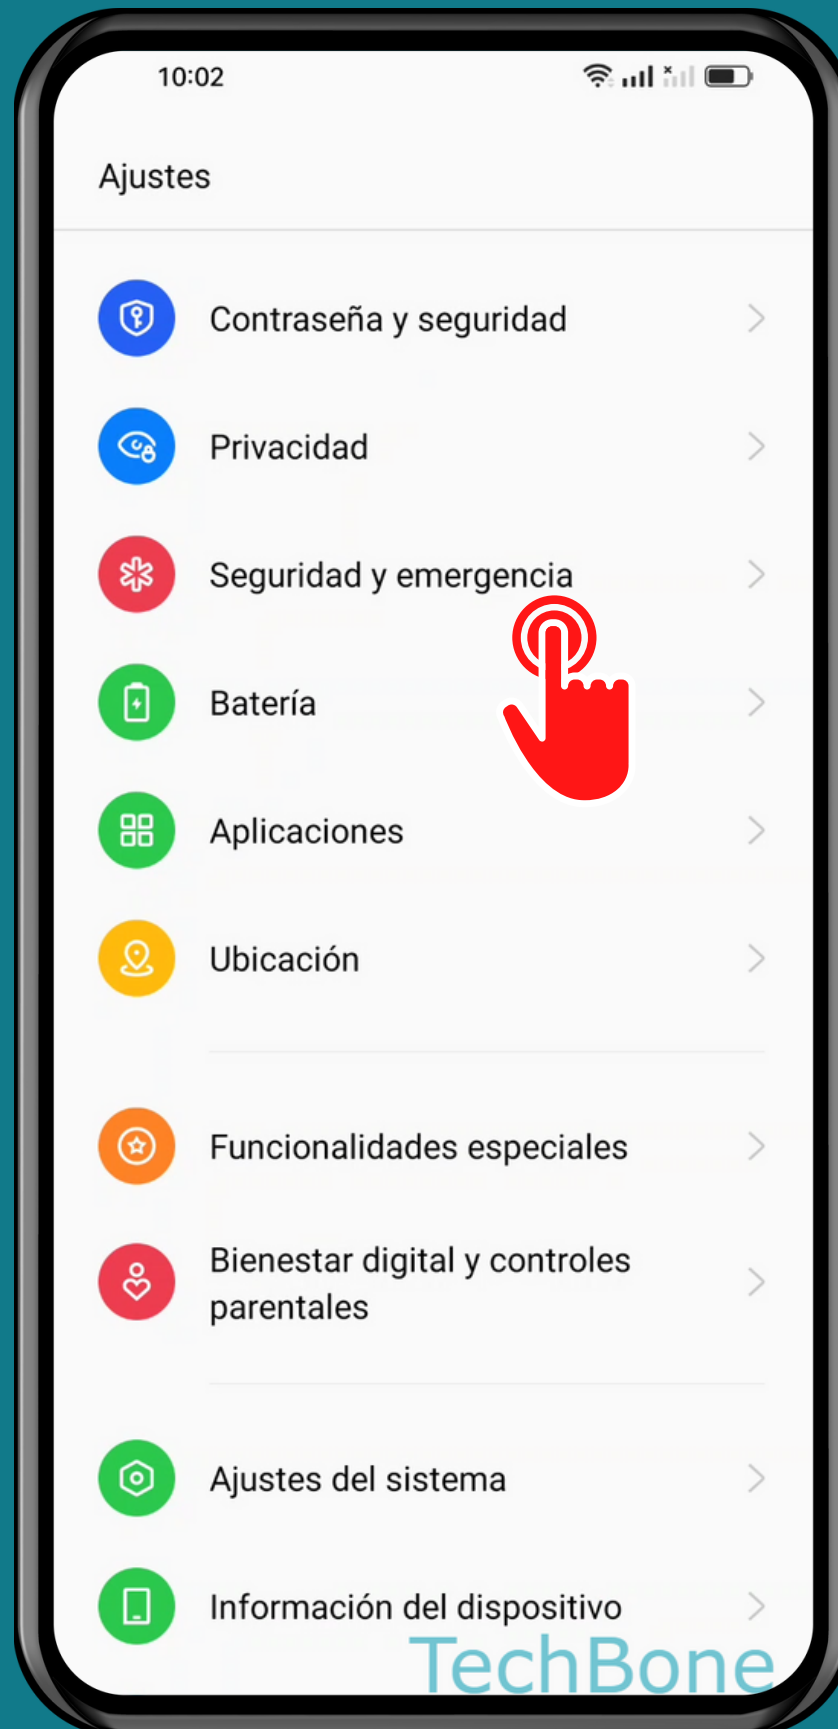 10:02
Ajustes
Contraseña y seguridad
Privacidad
Seguridad y emergencia
Batería
Aplicaciones
Ubicación
Funcionalidades especiales
Bienestar digital y controles
parentales
Ajustes del sistema
Información del dispositivo
TechBone